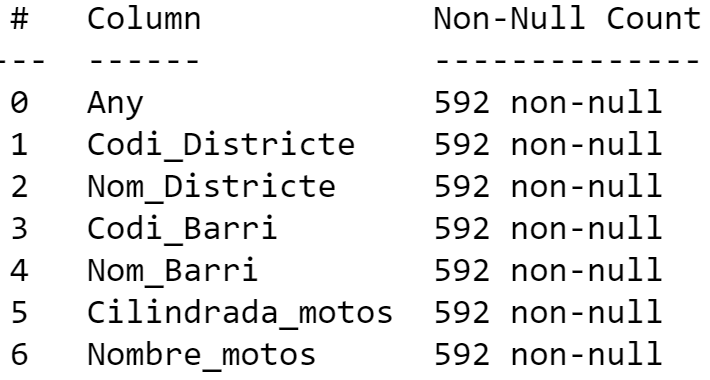 #   Column            Non-Null Count
---  ------            --------------
0   Any               592 non-null
1   Codi_Districte    592 non-null
2   Nom_Districte     592 non-null
3   Codi_Barri        592 non-null
4   Nom_Barri         592 non-null
5   Cilindrada_motos  592 non-null
6   Nombre_motos      592 non-null